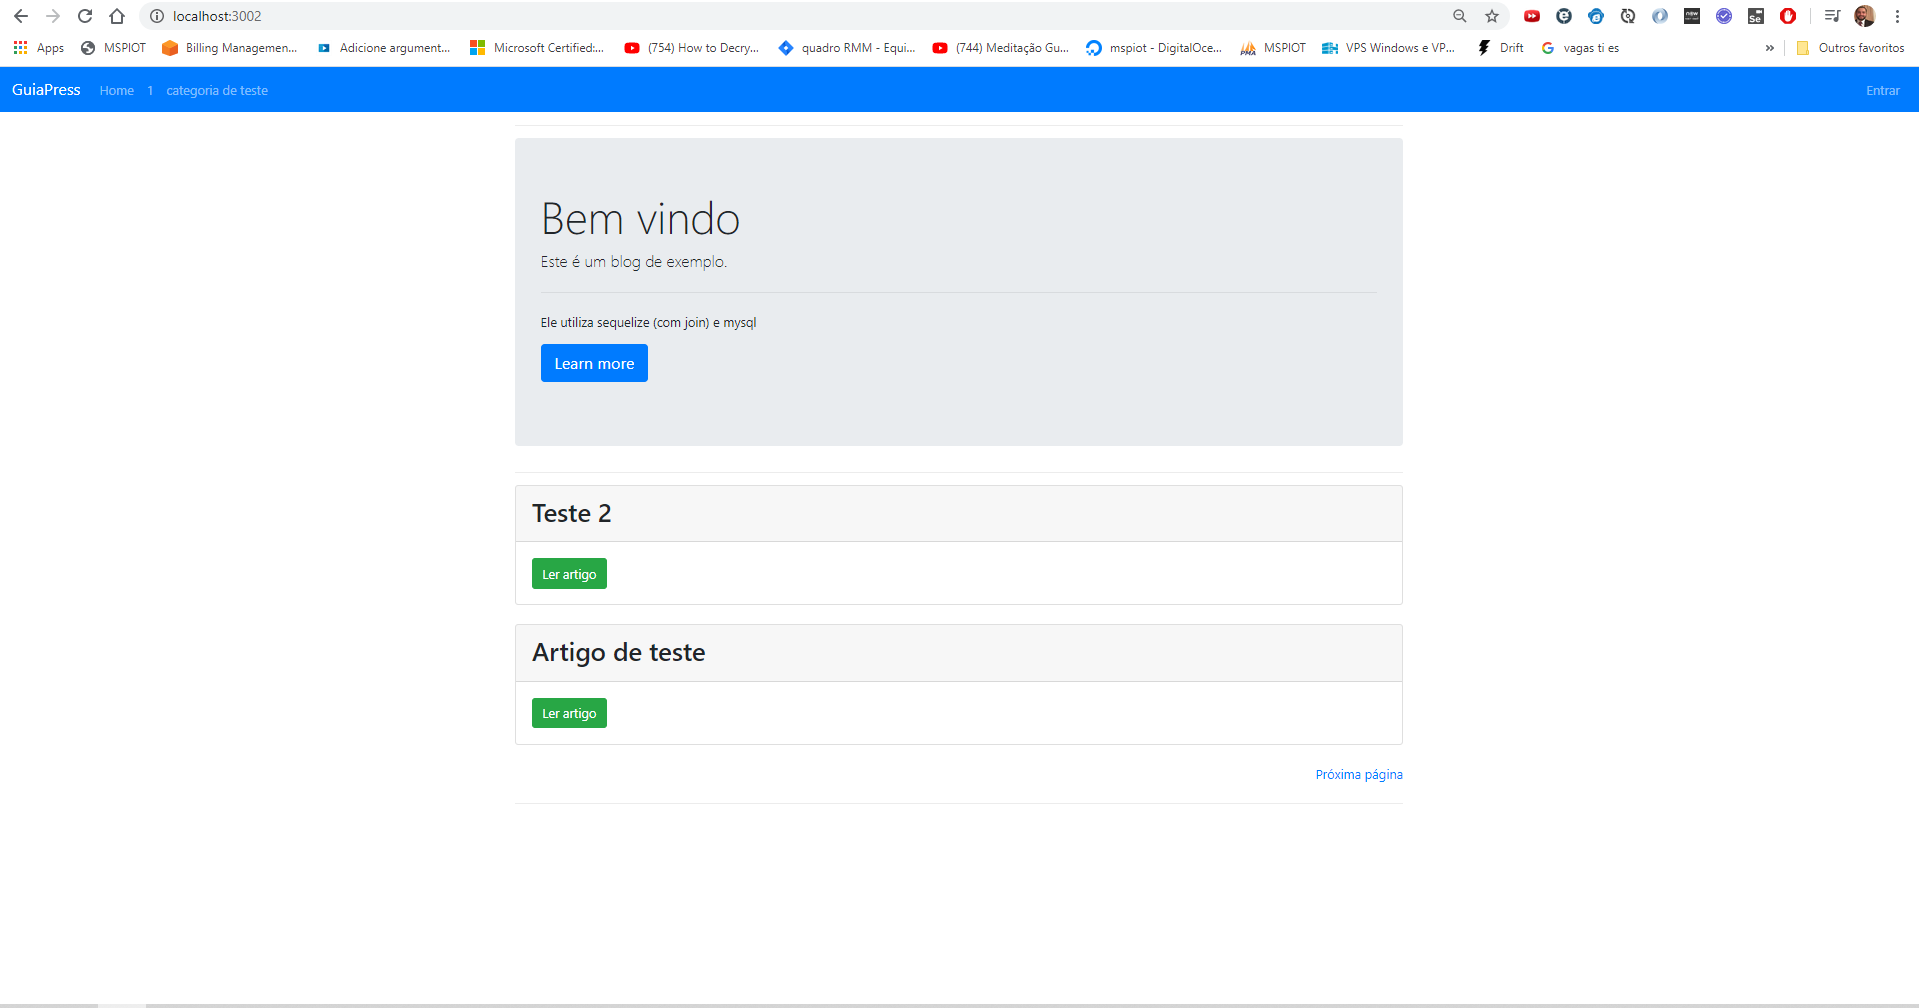 localhost:3002
Apps MSPIOT Billing Managemen... Adicione argument... Microsoft Certified:... (754) How to Decry... quadro RMM - Equi... (744) Meditação Gu... mspiot - DigitalOce... MSPIOT VPS Windows e VP... Drift vagas ti es » Outros favoritos
GuiaPress Home 1 categoria de teste Entrar
Bem vindo
Este é um blog de exemplo.
Ele utiliza sequelize (com join) e mysql
Learn more
Teste 2
Ler artigo
Artigo de teste
Ler artigo
Próxima página